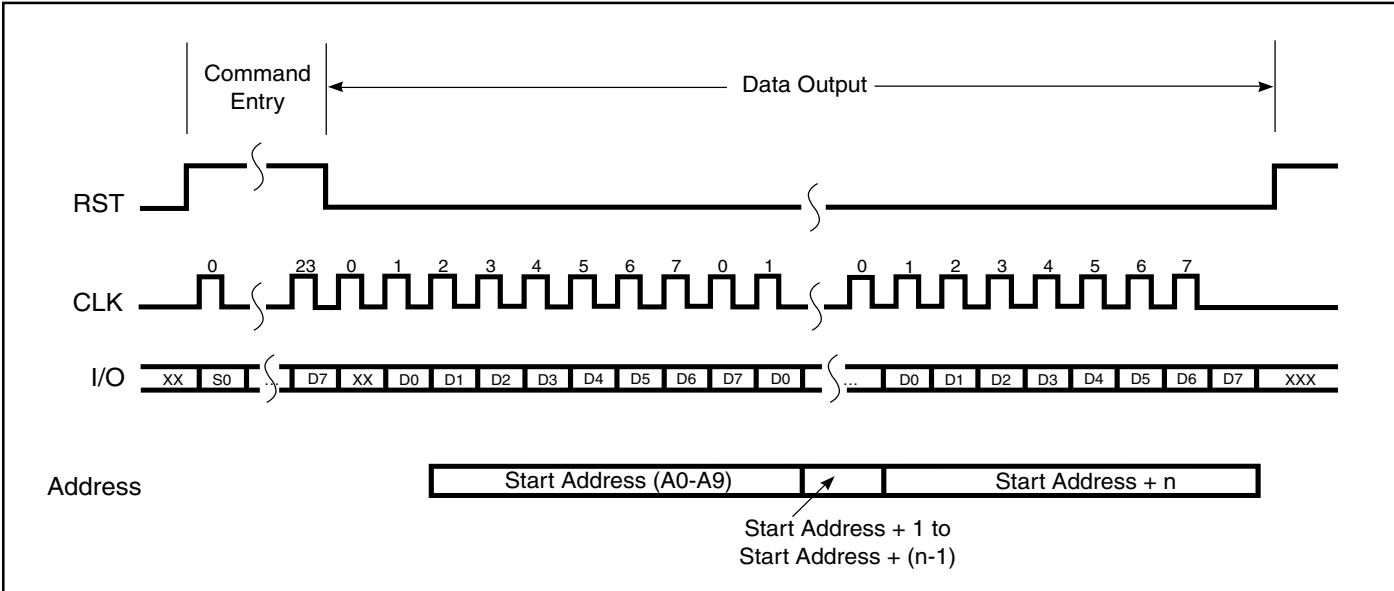 Command
Entry
Data Output
RST
0 23 0 1 2 3 4 5 6 7 0 1 0 1 2 3 4 5 6 7
CLK
I/O XX S0 ... D7 XX D0 D1 D2 D3 D4 D5 D6 D7 D0 ... D0 D1 D2 D3 D4 D5 D6 D7 XXX
Address Start Address (A0-A9) Start Address + n
Start Address + 1 to
Start Address + (n-1)